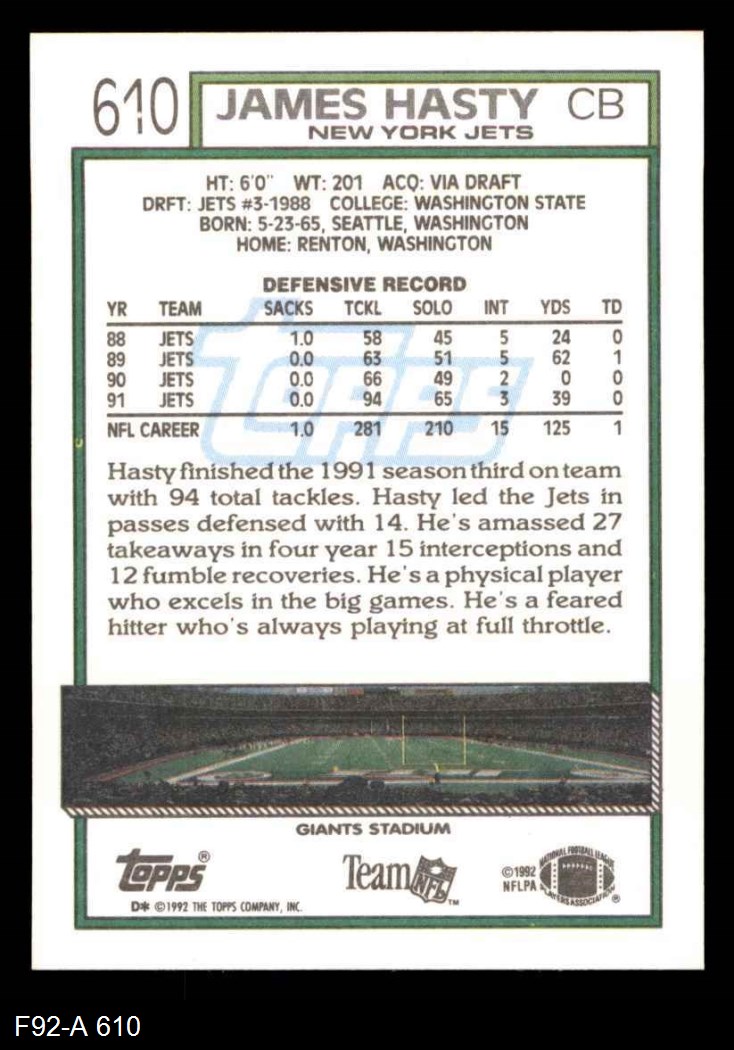 610 JAMES HASTY CB
NEW YORK JETS
HT: 6'0" WT: 201 ACQ: VIA DRAFT
DRFT: JETS #3-1988 COLLEGE: WASHINGTON STATE
BORN: 5-23-65, SEATTLE, WASHINGTON
HOME: RENTON, WASHINGTON
DEFENSIVE RECORD
YR TEAM SACKS TCKL SOLO INT YDS TD
88 JETS 1.0 58 45 5 24 0
89 JETS 0.0 63 51 5 62 1
90 JETS 0.0 66 49 2 0 0
91 JETS 0.0 94 65 3 39 0
NFL CAREER 1.0 281 210 15 125 1
TOPPS
Hasty finished the 1991 season third on team
with 94 total tackles. Hasty led the Jets in
passes defensed with 14. He's amassed 27
takeaways in four year 15 interceptions and
12 fumble recoveries. He's a physical player
who excels in the big games. He's a feared
hitter who's always playing at full throttle.
GIANTS STADIUM
TOPPS®
Team NFL™
©1992
NFLPA
NATIONAL FOOTBALL LEAGUE
PLAYERS ASSOCIATION ®
D* ©1992 THE TOPPS COMPANY, INC.
F92-A 610